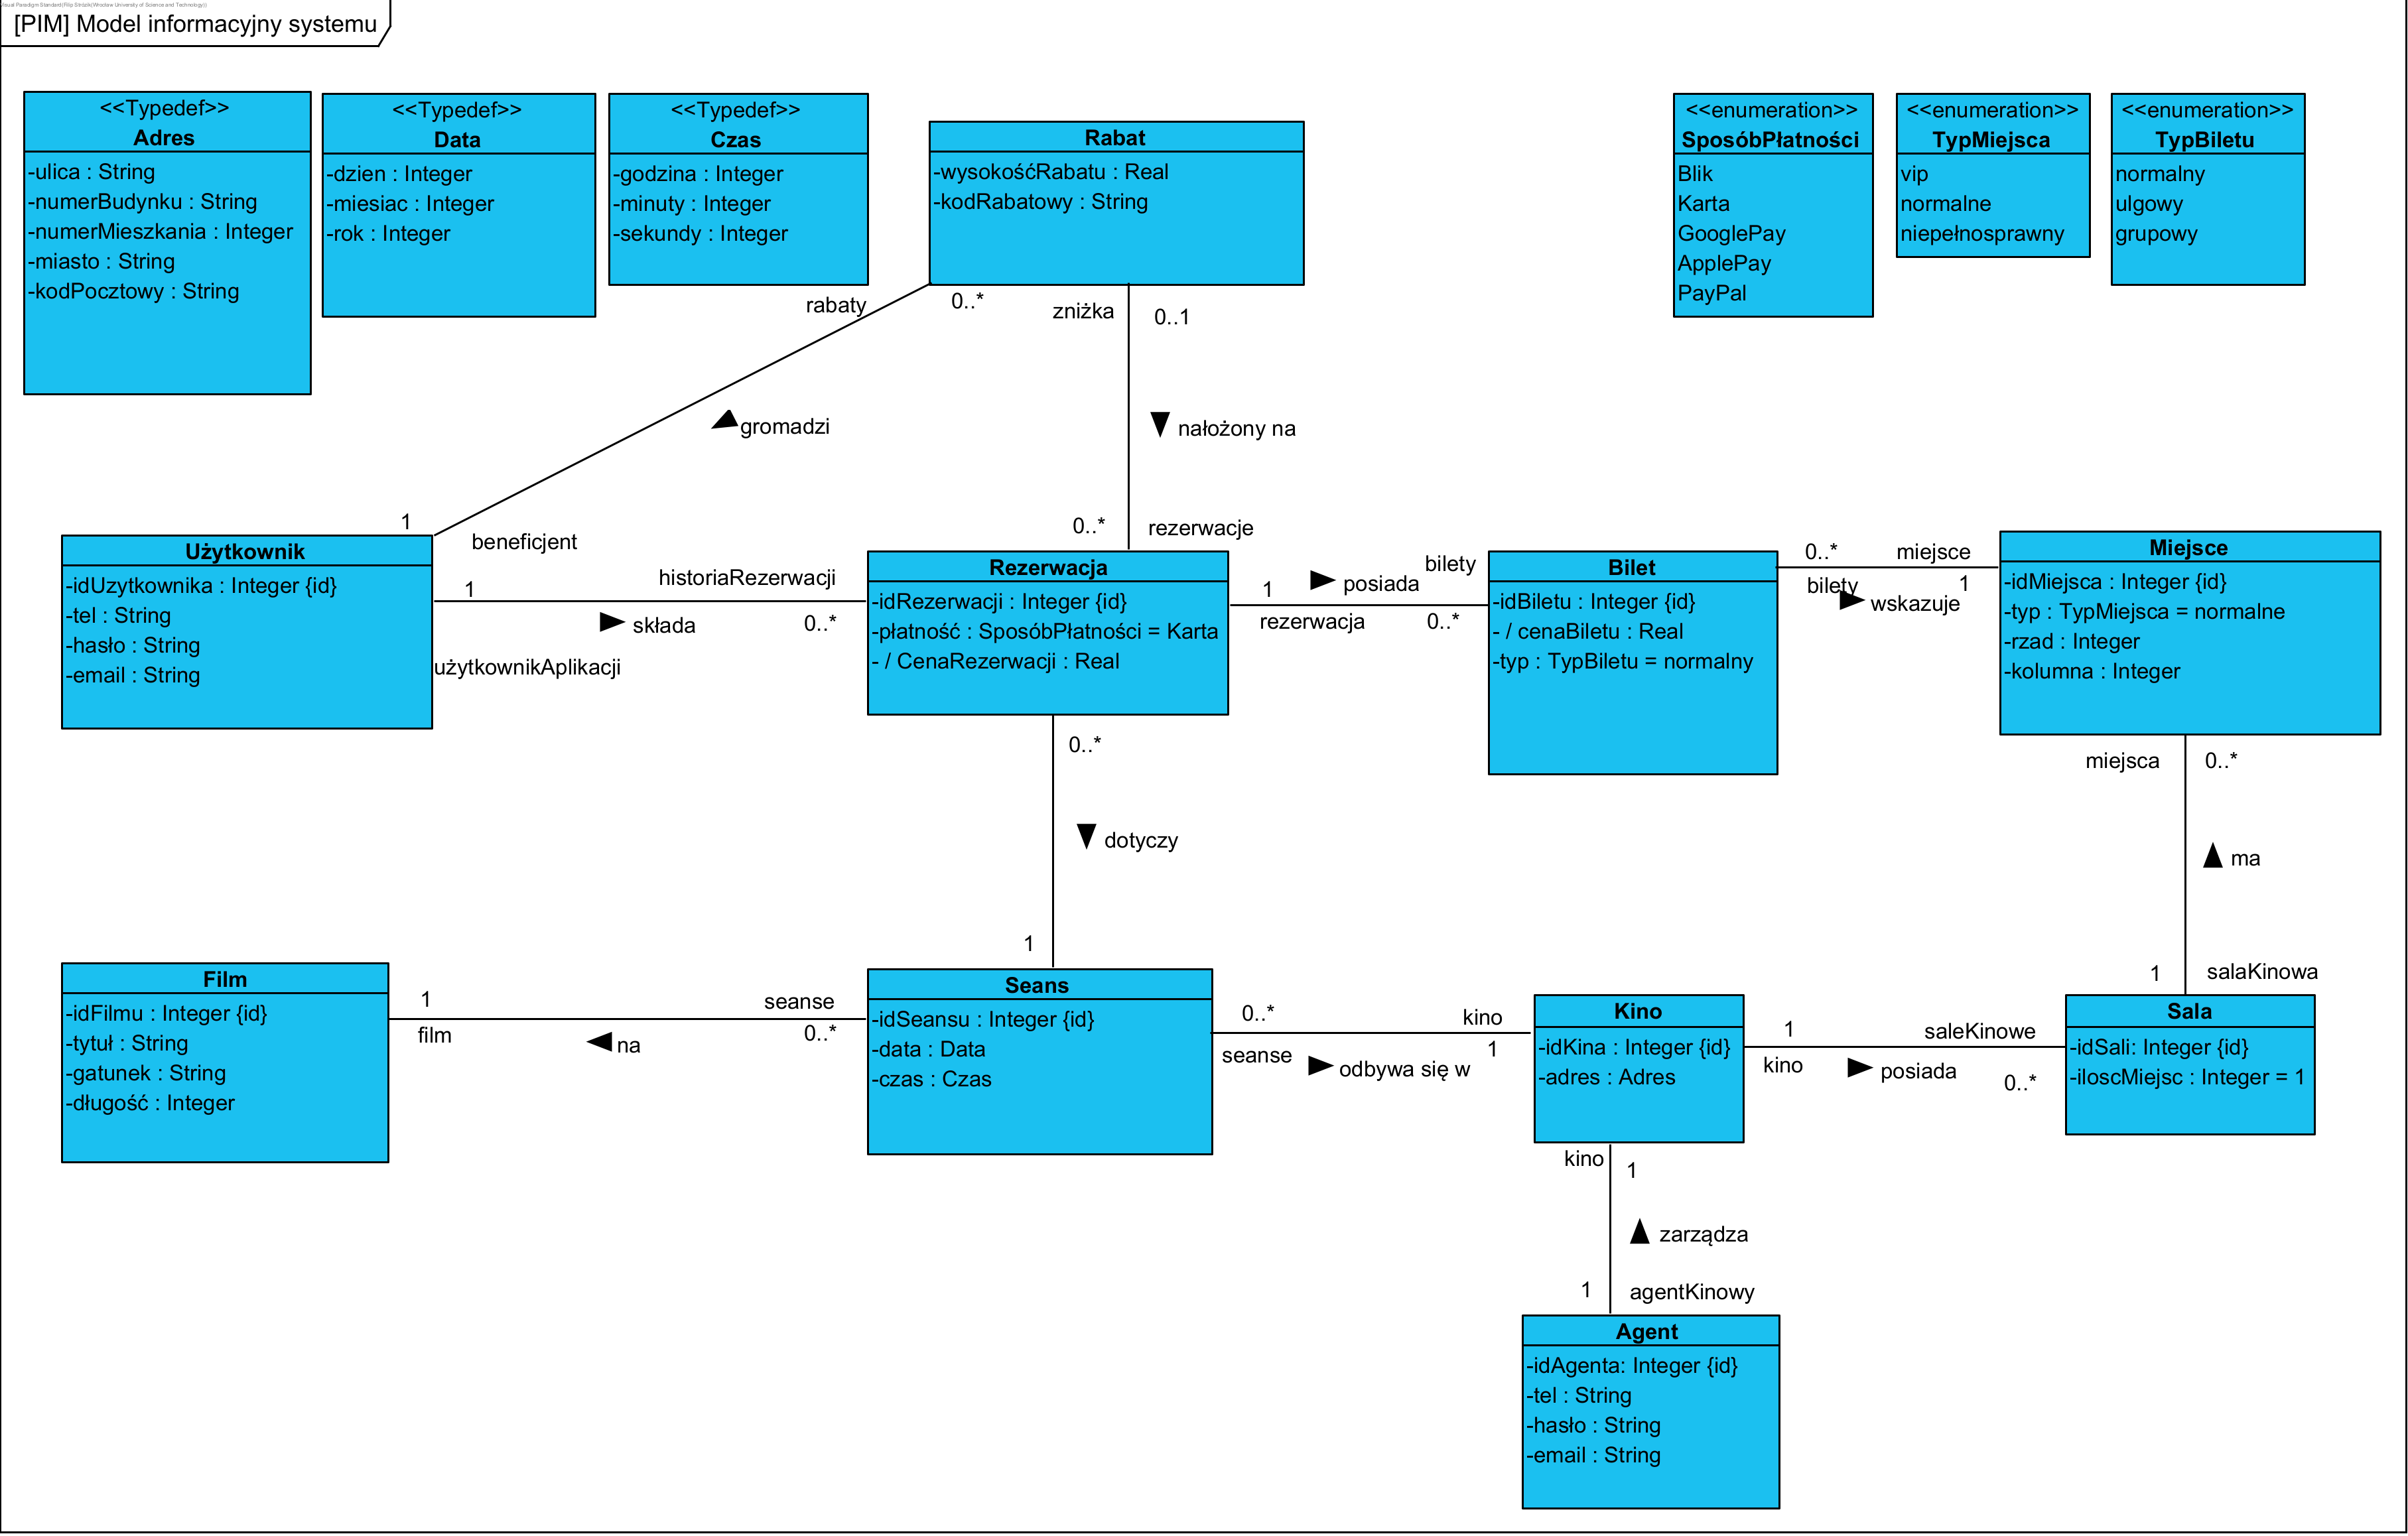 Visual Paradigm Standard(Filip Strózik(Wroclaw University of Science and Technology))
[PIM] Model informacyjny systemu
<<Typedef>>
Adres
-ulica : String
-numerBudynku : String
-numerMieszkania : Integer
-miasto : String
-kodPocztowy : String
<<Typedef>>
Data
-dzien : Integer
-miesiac : Integer
-rok : Integer
<<Typedef>>
Czas
-godzina : Integer
-minuty : Integer
-sekundy : Integer
Rabat
-wysokośćRabatu : Real
-kodRabatowy : String
<<enumeration>>
SposóbPłatności
Blik
Karta
GooglePay
ApplePay
PayPal
<<enumeration>>
TypMiejsca
vip
normalne
niepełnosprawny
<<enumeration>>
TypBiletu
normalny
ulgowy
grupowy
rabaty
0..*
zniżka
0..1
gromadzi
nałożony na
1
beneficjent
0..*
rezerwacje
Użytkownik
-idUzytkownika : Integer {id}
-tel : String
-hasło : String
-email : String
1
historiaRezerwacji
składa
0..*
użytkownikAplikacji
Rezerwacja
-idRezerwacji : Integer {id}
-płatność : SposóbPłatności = Karta
- / CenaRezerwacji : Real
1
posiada
bilety
rezerwacja
0..*
Bilet
-idBiletu : Integer {id}
- / cenaBiletu : Real
-typ : TypBiletu = normalny
0..*
miejsce
bilety
1
wskazuje
Miejsce
-idMiejsca : Integer {id}
-typ : TypMiejsca = normalne
-rzad : Integer
-kolumna : Integer
0..*
dotyczy
1
miejsca
0..*
ma
1
salaKinowa
Film
-idFilmu : Integer {id}
-tytuł : String
-gatunek : String
-długość : Integer
1
seanse
film
na
0..*
Seans
-idSeansu : Integer {id}
-data : Data
-czas : Czas
0..*
kino
seanse
odbywa się w
1
Kino
-idKina : Integer {id}
-adres : Adres
1
saleKinowe
kino
posiada
0..*
Sala
-idSali: Integer {id}
-iloscMiejsc : Integer = 1
kino
1
zarządza
1
agentKinowy
Agent
-idAgenta: Integer {id}
-tel : String
-hasło : String
-email : String